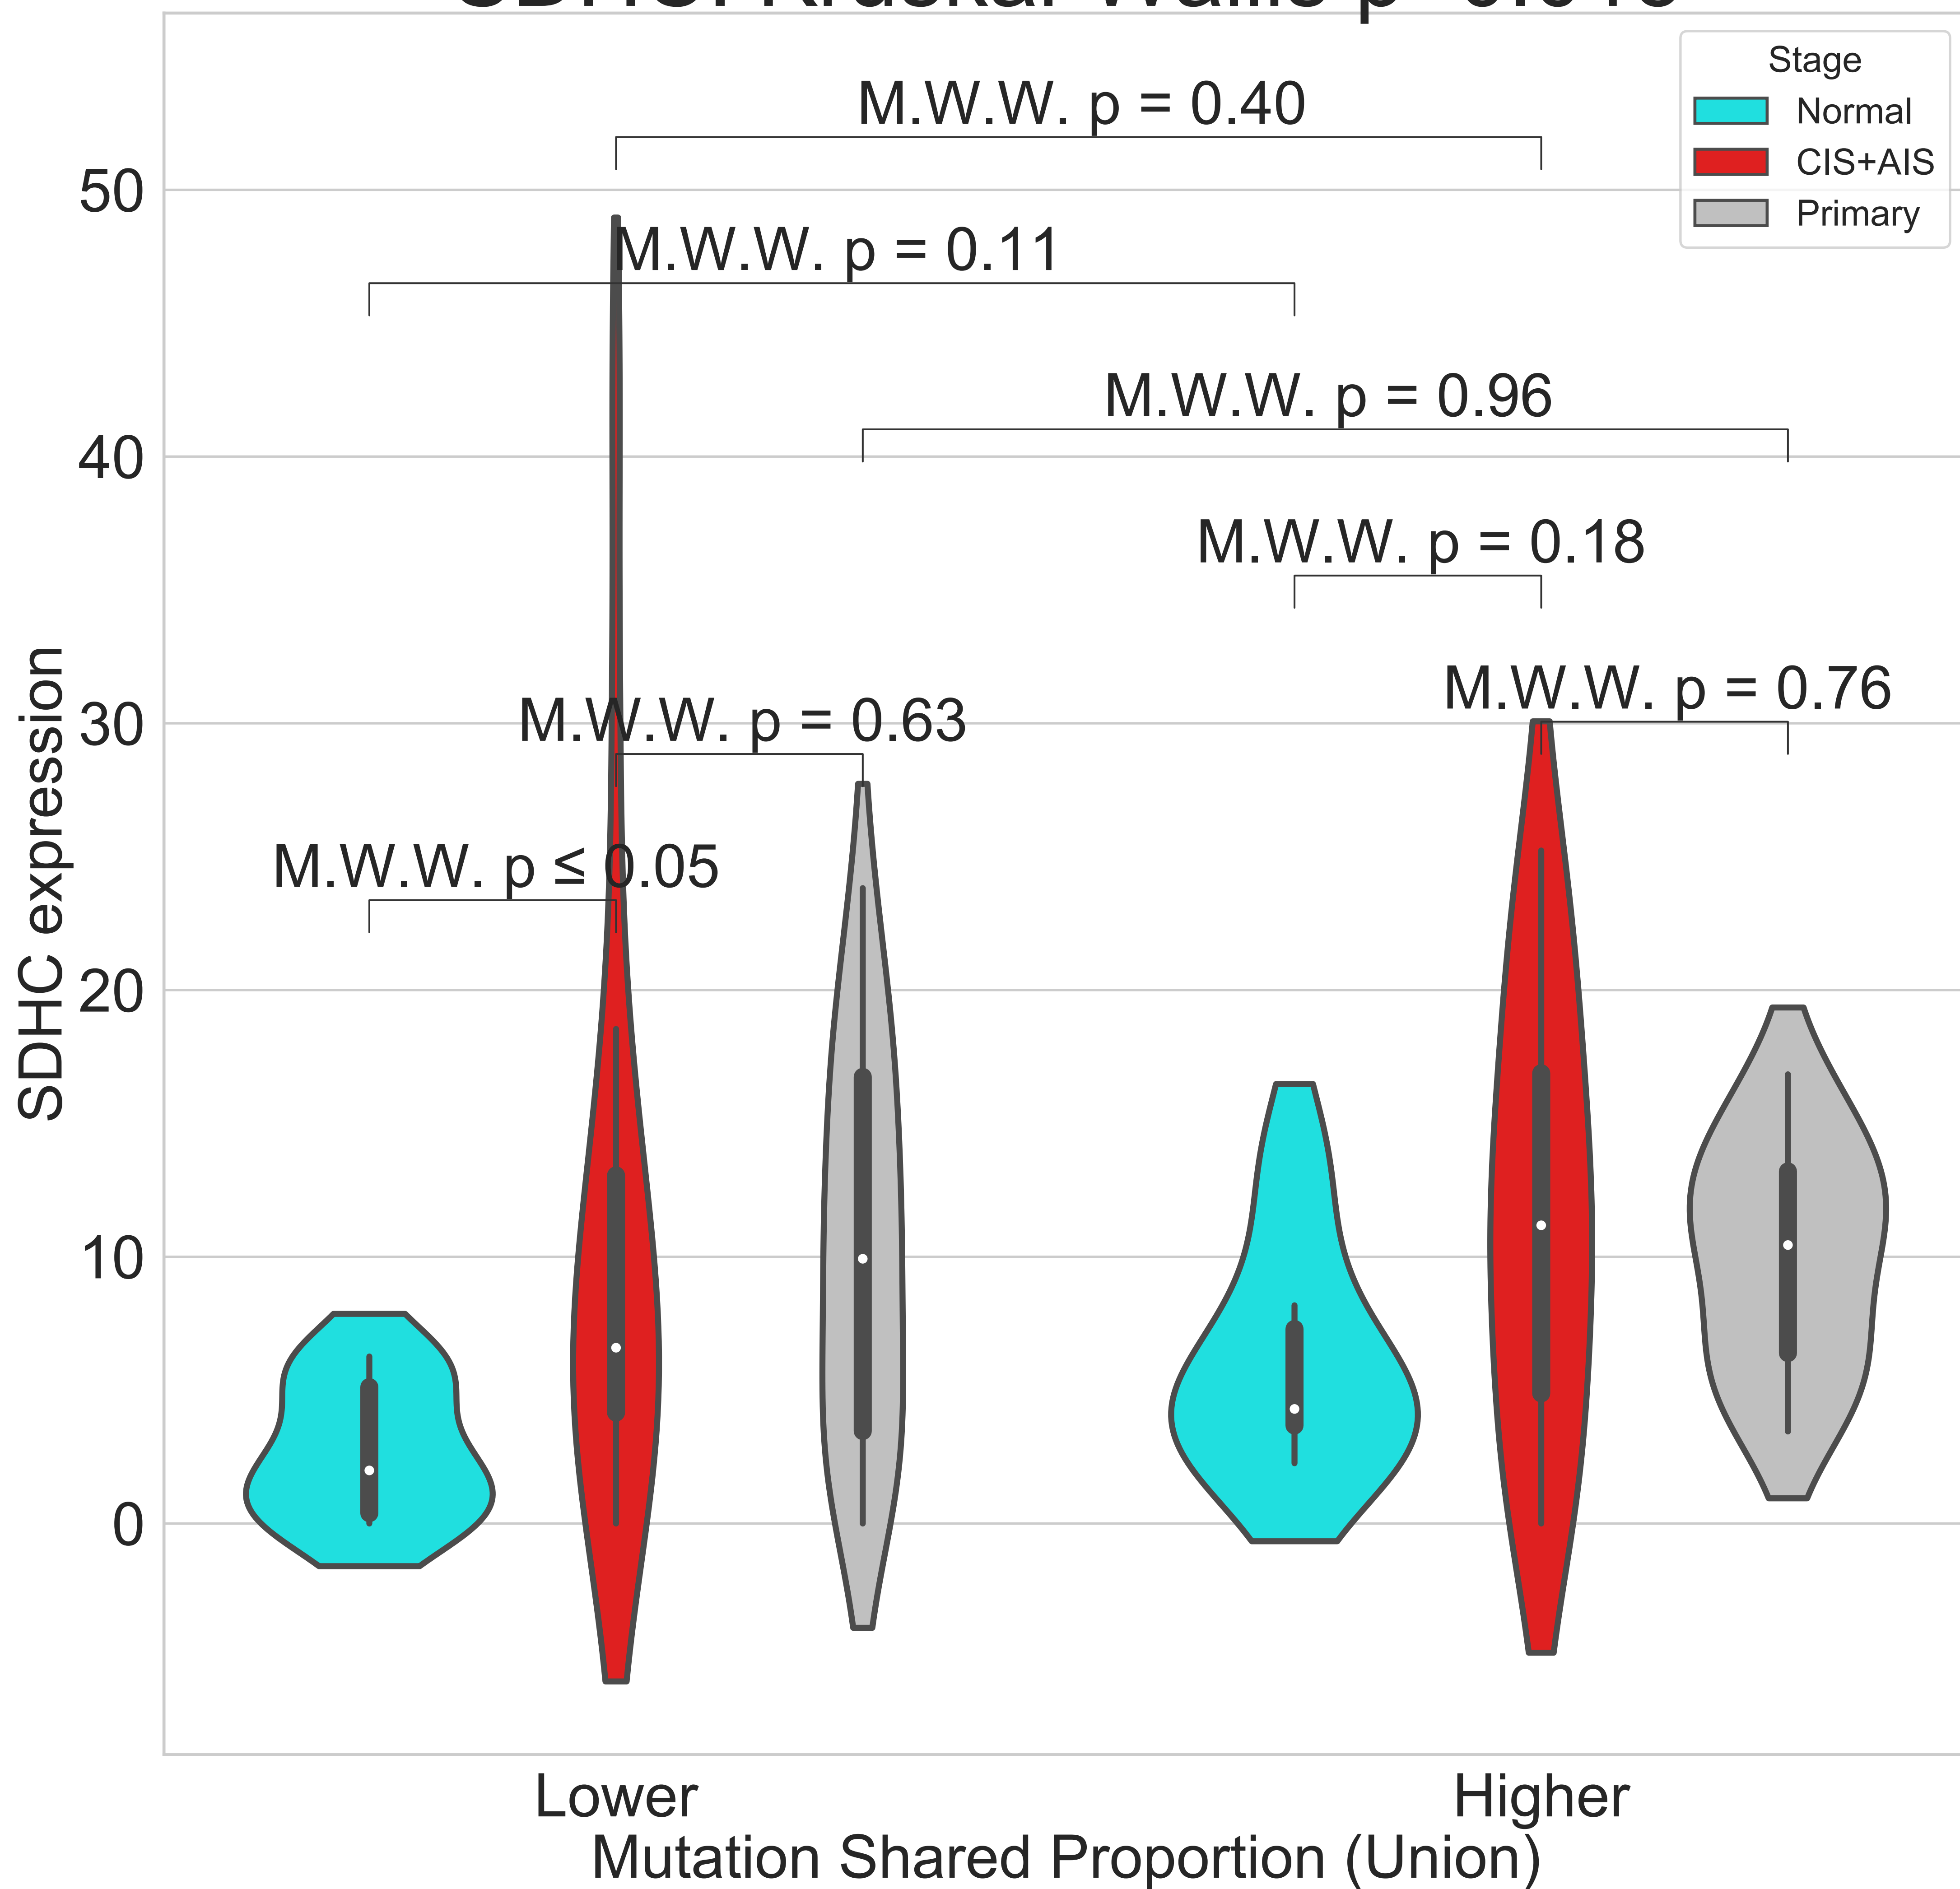 Stage
Normal
CIS+AIS
Primary
M.W.W. p = 0.40
M.W.W. p = 0.11
M.W.W. p = 0.96
M.W.W. p = 0.18
M.W.W. p = 0.76
M.W.W. p = 0.63
M.W.W. p ≤ 0.05
50
40
30
20
10
0
SDHC expression
Lower
Higher
Mutation Shared Proportion (Union)